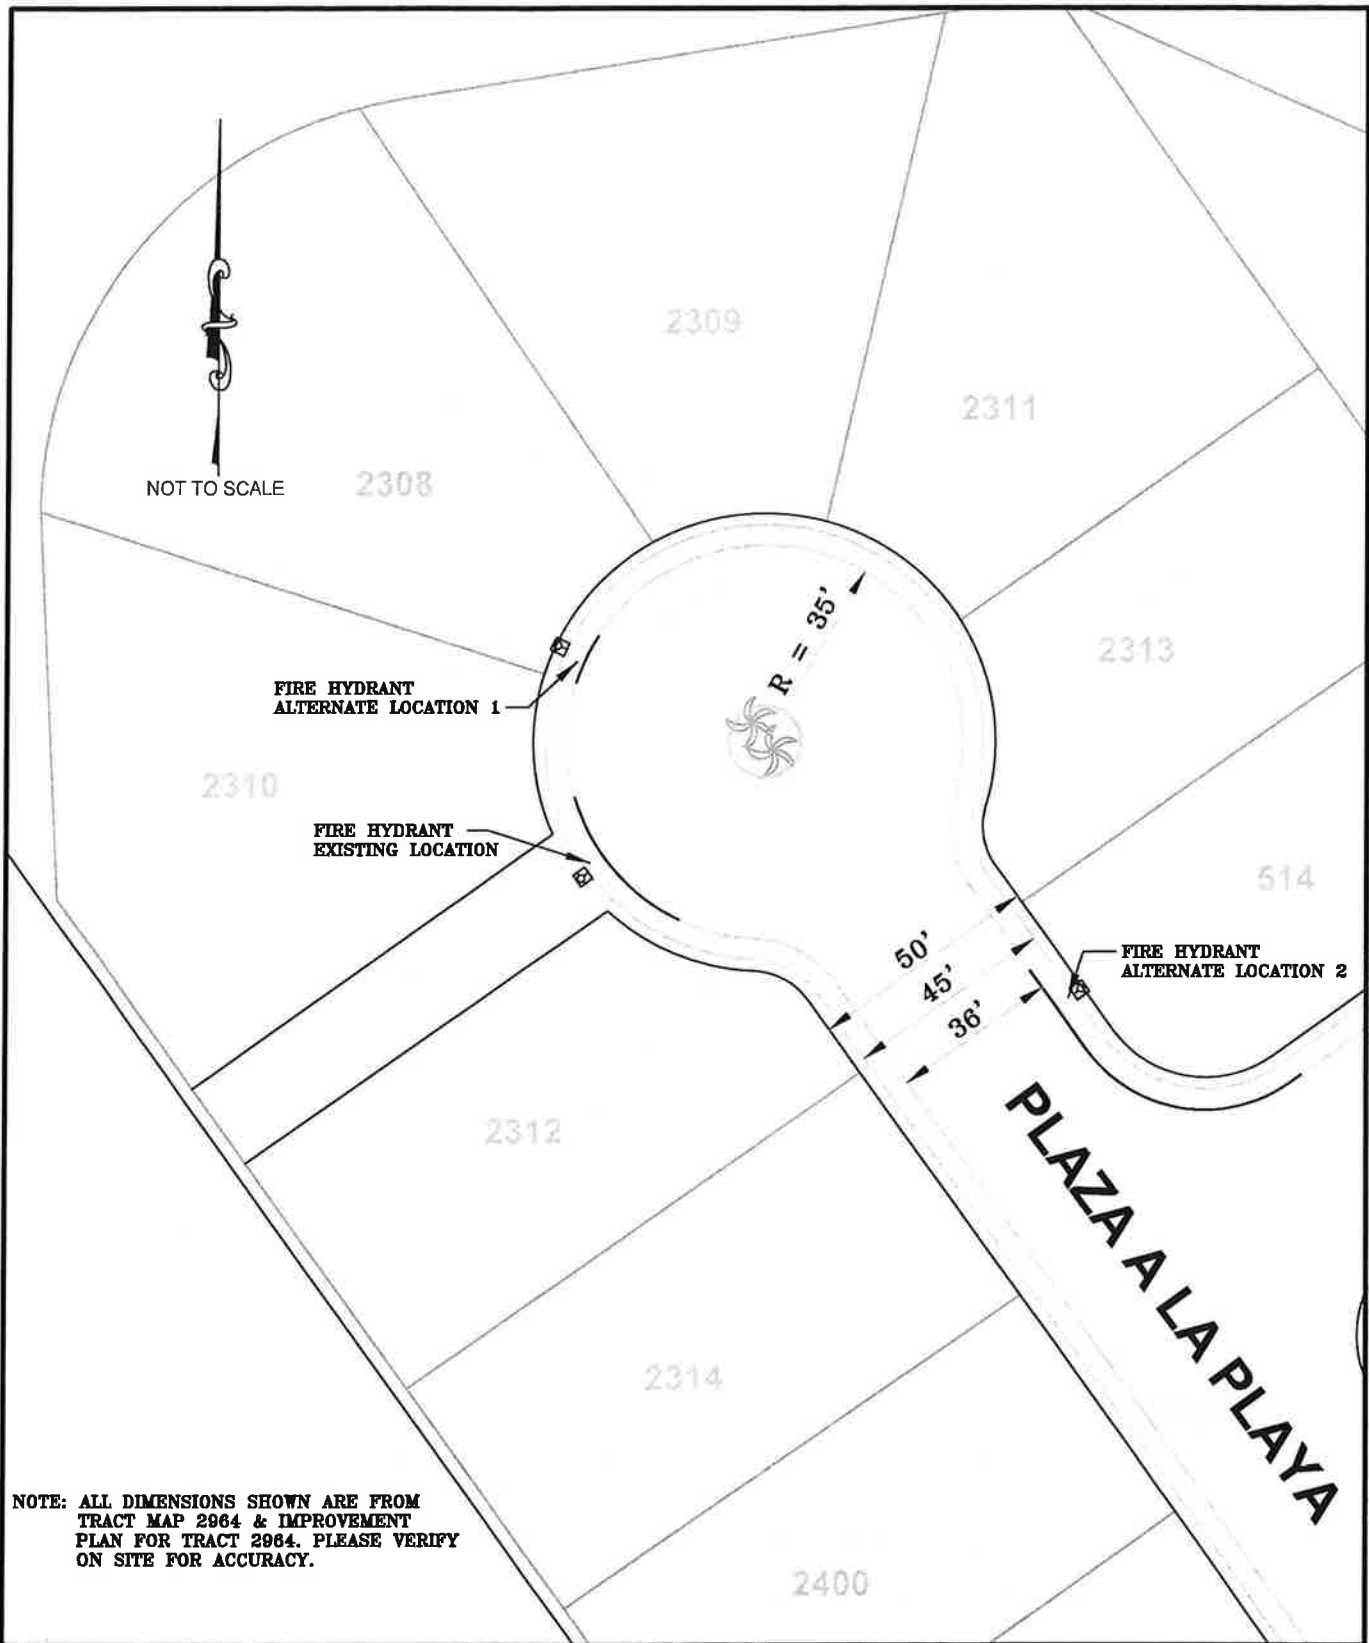 2309
2311
NOT TO SCALE
2308
R = 35'
2313
FIRE HYDRANT
ALTERNATE LOCATION 1
2310
FIRE HYDRANT
EXISTING LOCATION
514
50'
45'
36'
FIRE HYDRANT
ALTERNATE LOCATION 2
2312
PLAZA A LA PLAYA
2314
NOTE: ALL DIMENSIONS SHOWN ARE FROM
TRACT MAP 2964 & IMPROVEMENT
PLAN FOR TRACT 2964. PLEASE VERIFY
ON SITE FOR ACCURACY.
2400